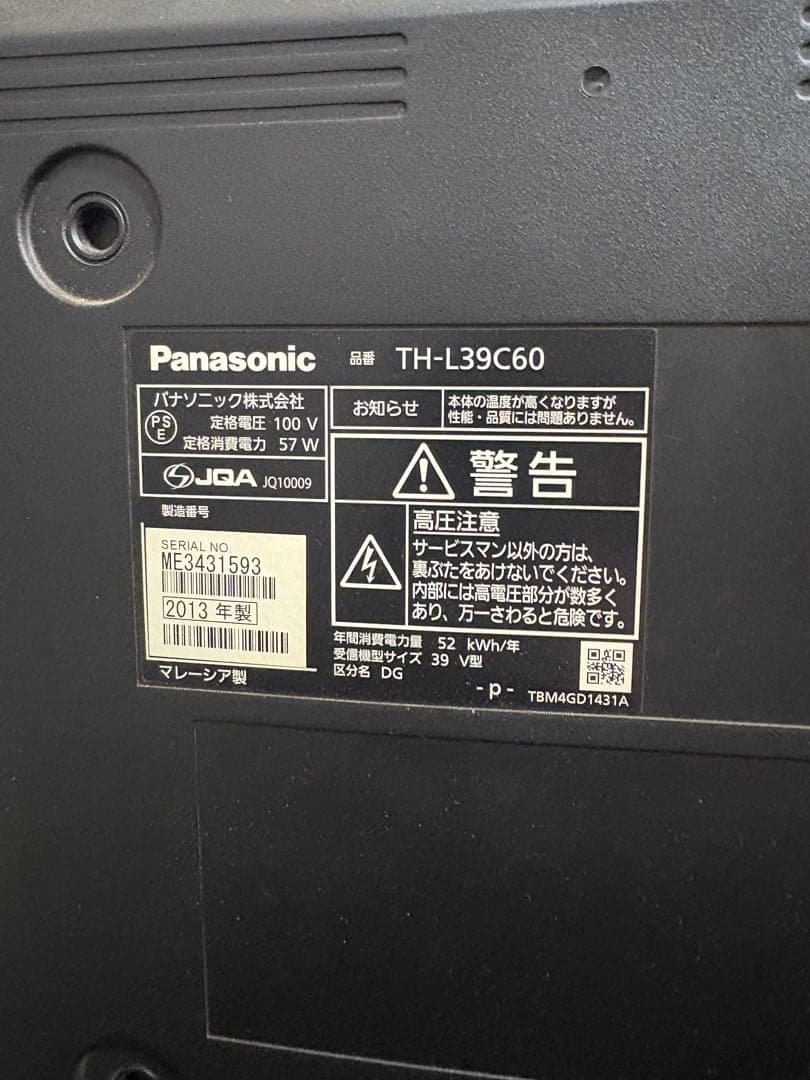 Panasonic 品番 TH-L39C60
パナソニック株式会社
PS
E
定格電圧 100 V
定格消費電力 57 W
JQA JQ10009
お知らせ
本体の温度が高くなりますが
性能・品質には問題ありません。
警告
高圧注意
サービスマン以外の方は、
裏ぶたをあけないでください。
内部には高電圧部分が数多く
あり、万一さわると危険です。
製造番号
SERIAL NO.
ME3431593
2013 年製
マレーシア製
年間消費電力量 52 kWh/年
受信機型サイズ 39 V型
区分名 DG
- p -
TBM4GD1431A